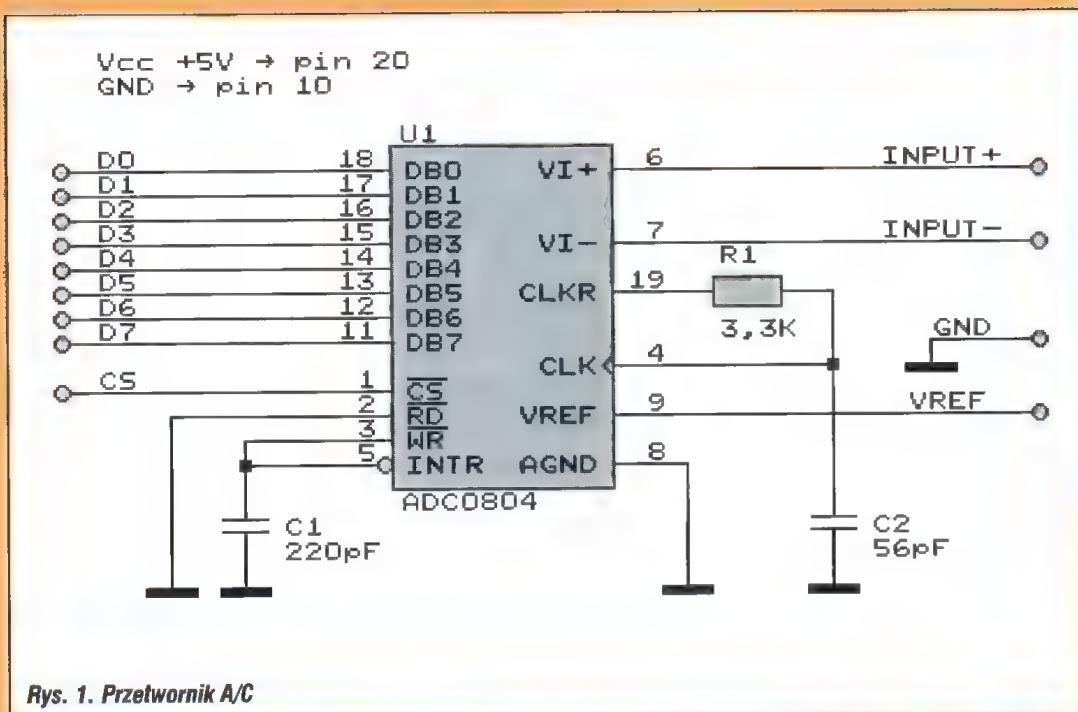 Vcc +5V → pin 20
GND → pin 10
U1
D0 18 DB0
D1 17 DB1
D2 16 DB2
D3 15 DB3
D4 14 DB4
D5 13 DB5
D6 12 DB6
D7 11 DB7
CS 1 CS
2 RD
3 WR
5 INTR
VI+ 6 INPUT+
VI- 7 INPUT-
CLKR 19 R1
3,3K
CLK 4
GND
VREF 9 VREF
AGND 8
ADC0804
C1
220pF
C2
56pF
Rys. 1. Przetwornik A/C